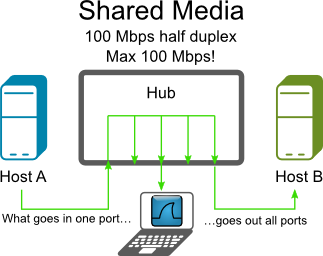 Shared Media
100 Mbps half duplex
Max 100 Mbps!
Hub
Host A
Host B
What goes in one port…
…goes out all ports